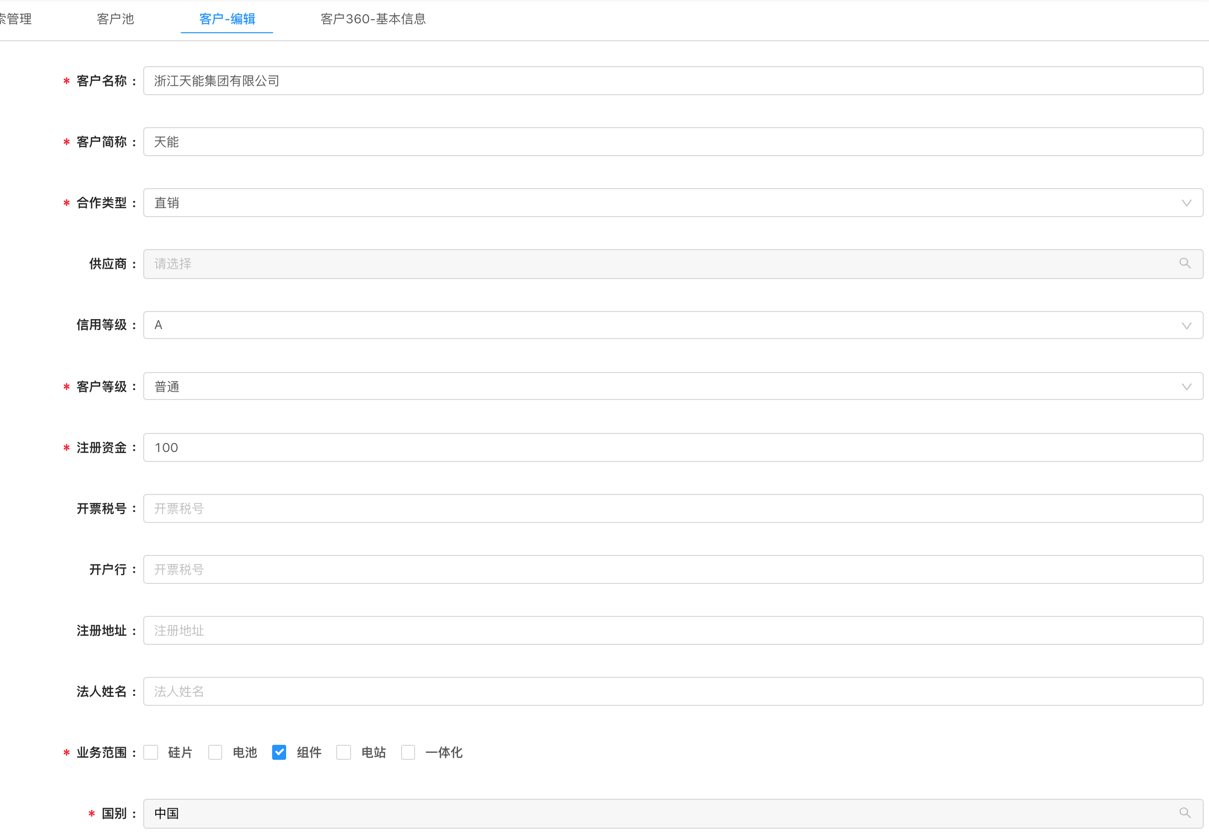 索管理 客户池 客户-编辑 客户360-基本信息
* 客户名称： 浙江天能集团有限公司
* 客户简称： 天能
* 合作类型： 直销
供应商： 请选择
信用等级： A
* 客户等级： 普通
* 注册资金： 100
开票税号： 开票税号
开户行： 开票税号
注册地址： 注册地址
法人姓名： 法人姓名
* 业务范围： 硅片 电池 组件 电站 一体化
* 国别： 中国